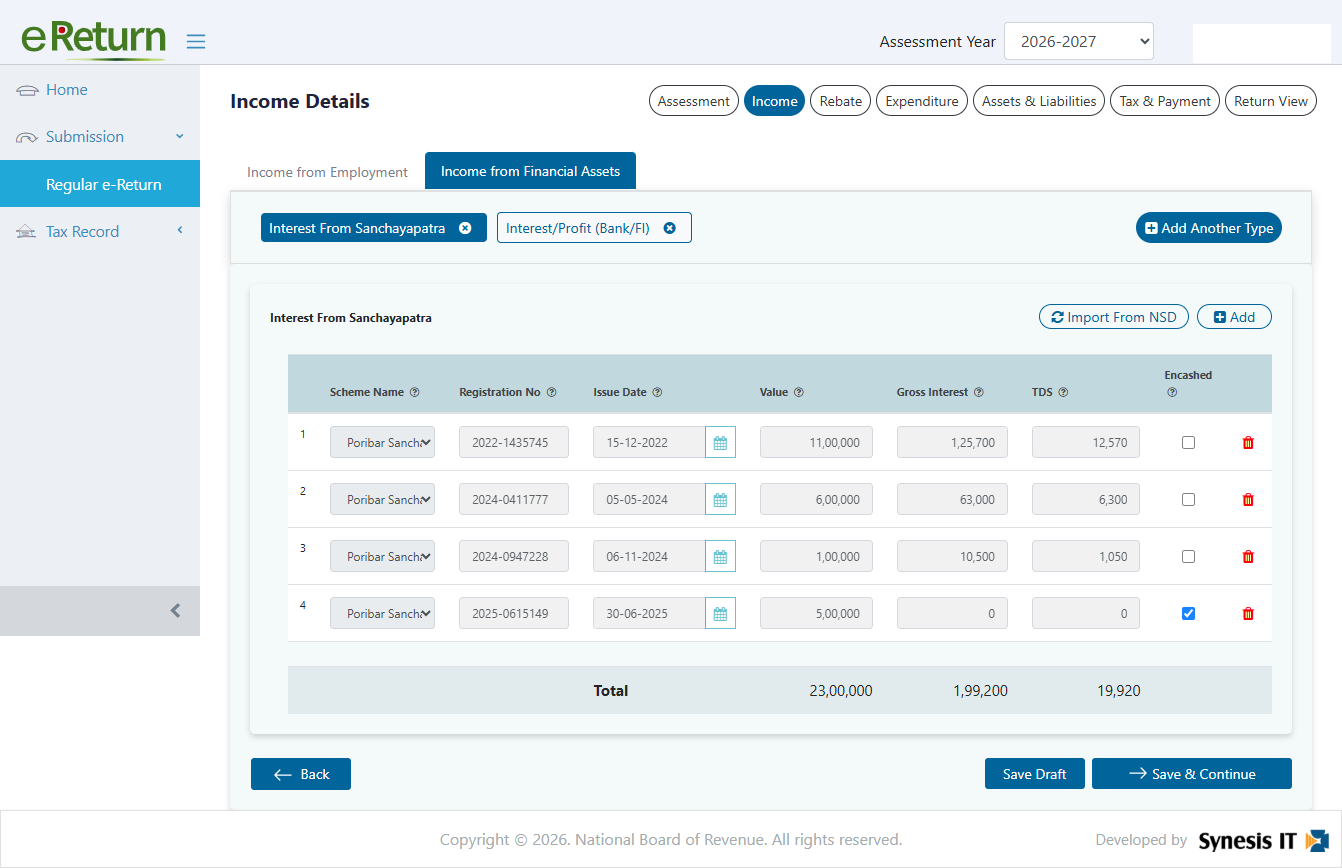 eReturn
Assessment Year 2026-2027
Home
Submission
Regular e-Return
Tax Record
Income Details
Assessment Income Rebate Expenditure Assets & Liabilities Tax & Payment Return View
Income from Employment Income from Financial Assets
Interest From Sanchayapatra Interest/Profit (Bank/FI) Add Another Type
Interest From Sanchayapatra Import From NSD Add
Scheme Name Registration No Issue Date Value Gross Interest TDS Encashed
1 Poribar Sancha 2022-1435745 15-12-2022 11,00,000 1,25,700 12,570
2 Poribar Sancha 2024-0411777 05-05-2024 6,00,000 63,000 6,300
3 Poribar Sancha 2024-0947228 06-11-2024 1,00,000 10,500 1,050
4 Poribar Sancha 2025-0615149 30-06-2025 5,00,000 0 0
Total 23,00,000 1,99,200 19,920
Back Save Draft Save & Continue
Copyright © 2026. National Board of Revenue. All rights reserved. Developed by Synesis IT